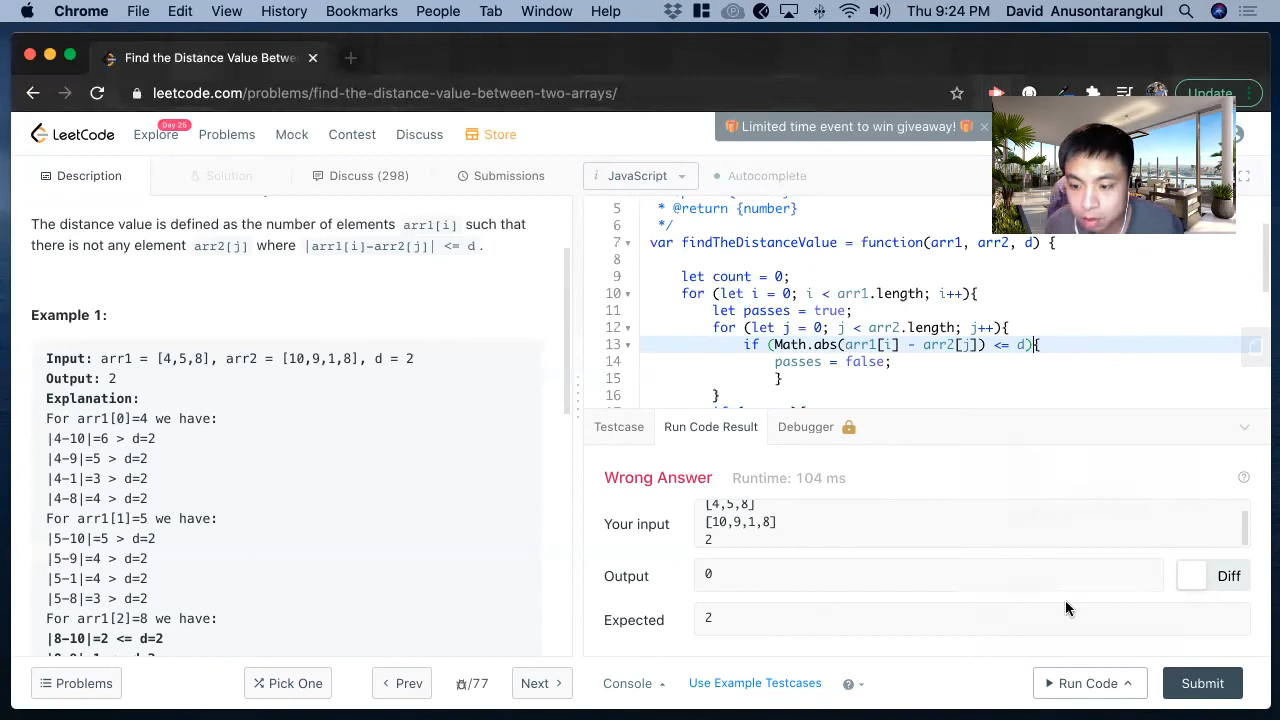 Chrome File Edit View History Bookmarks People Tab Window Help Thu 9:24 PM David Anusontarangkul
Find the Distance Value Betwe
leetcode.com/problems/find-the-distance-value-between-two-arrays/ Update
LeetCode Explore Day 25 Problems Mock Contest Discuss Store
Limited time event to win giveaway!
Description Solution Discuss (298) Submissions
JavaScript Autocomplete
The distance value is defined as the number of elements arr1[i] such that
there is not any element arr2[j] where |arr1[i]-arr2[j]| <= d .
Example 1:
Input: arr1 = [4,5,8], arr2 = [10,9,1,8], d = 2
Output: 2
Explanation:
For arr1[0]=4 we have:
|4-10|=6 > d=2
|4-9|=5 > d=2
|4-1|=3 > d=2
|4-8|=4 > d=2
For arr1[1]=5 we have:
|5-10|=5 > d=2
|5-9|=4 > d=2
|5-1|=4 > d=2
|5-8|=3 > d=2
For arr1[2]=8 we have:
|8-10|=2 <= d=2
5 * @return {number}
6 */
7 var findTheDistanceValue = function(arr1, arr2, d) {
8
9 let count = 0;
10 for (let i = 0; i < arr1.length; i++){
11 let passes = true;
12 for (let j = 0; j < arr2.length; j++){
13 if (Math.abs(arr1[i] - arr2[j]) <= d){
14 passes = false;
15 }
16 }
Testcase Run Code Result Debugger
Wrong Answer Runtime: 104 ms
Your input
[4,5,8]
[10,9,1,8]
2
Output 0 Diff
Expected 2
Problems Pick One Prev /77 Next Console Use Example Testcases Run Code Submit